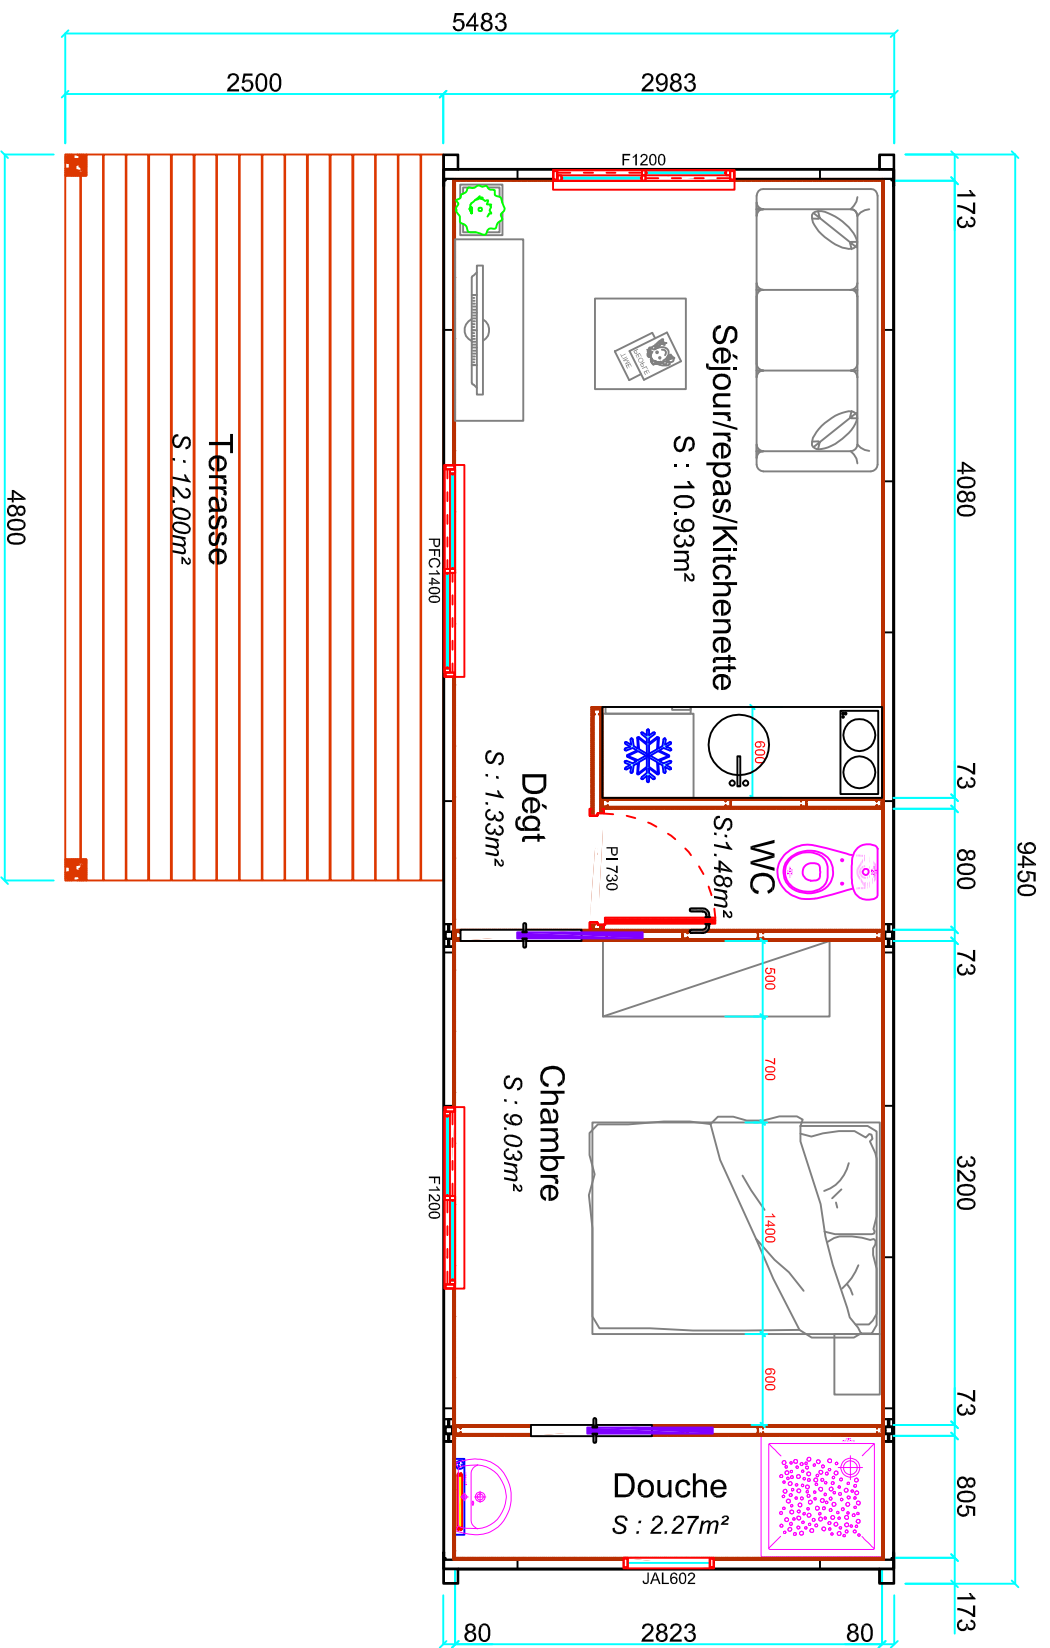 5483
2500
2983
F1200
173
4080
73
800
73
3200
73
805
173
9450
4800
Séjour/repas/Kitchenette
S : 10.93m²
Terrasse
S : 12.00m²
PFC1400
600
Dégt
S : 1.33m²
WC
S:1.48m²
PI 730
500
700
1400
600
Chambre
S : 9.03m²
F1200
Douche
S : 2.27m²
JAL602
80
2823
80